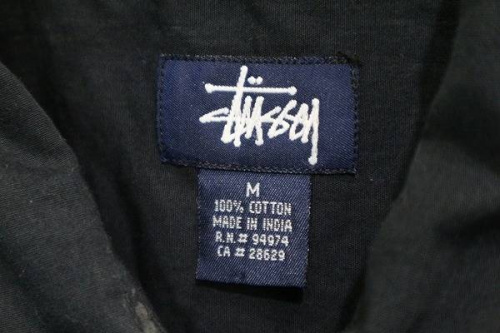 Stüssy
M
100% COTTON
MADE IN INDIA
R.N.# 94974
CA # 28629